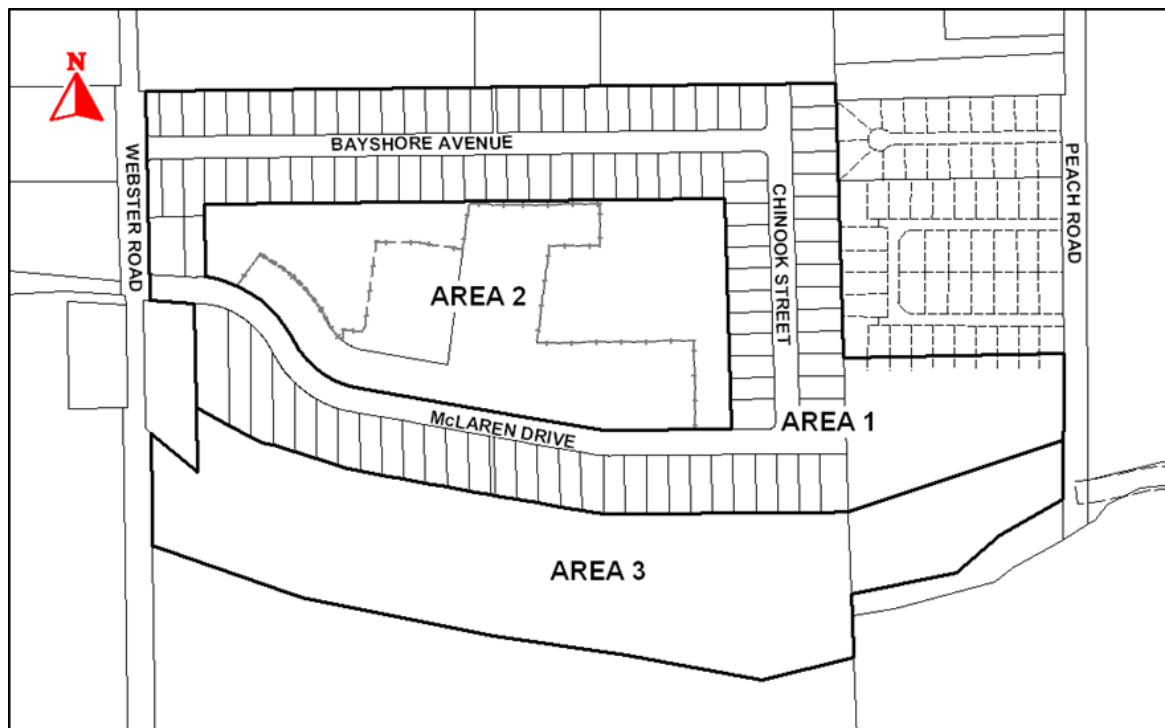 N
WEBSTER ROAD
BAYSHORE AVENUE
CHINOOK STREET
PEACH ROAD
AREA 2
McLAREN DRIVE
AREA 1
AREA 3